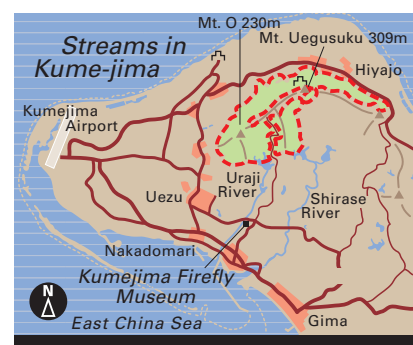 Mt. O 230m
Mt. Uegusuku 309m
Streams in
Kume-jima
Hiyajo
Kumejima
Airport
Uraji
River
Uezu
Shirase
River
Nakadomari
Kumejima Firefly
Museum
N
East China Sea
Gima